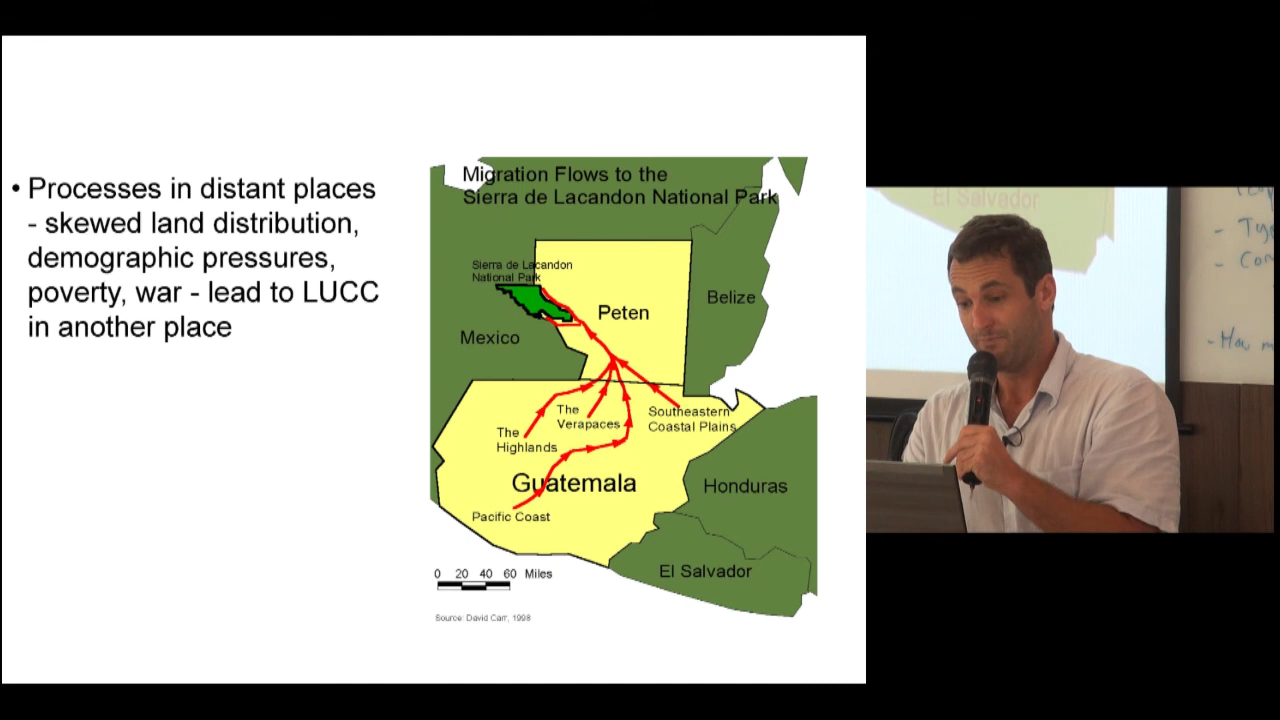 • Processes in distant places
- skewed land distribution,
demographic pressures,
poverty, war - lead to LUCC
in another place
Migration Flows to the
Sierra de Lacandon National Park
Sierra de Lacandon
National Park
Peten
Belize
Mexico
The
Verapaces
Southeastern
Coastal Plains
The
Highlands
Guatemala
Honduras
Pacific Coast
El Salvador
0 20 40 60 Miles
Source: David Carr, 1998
El Salvador
- How